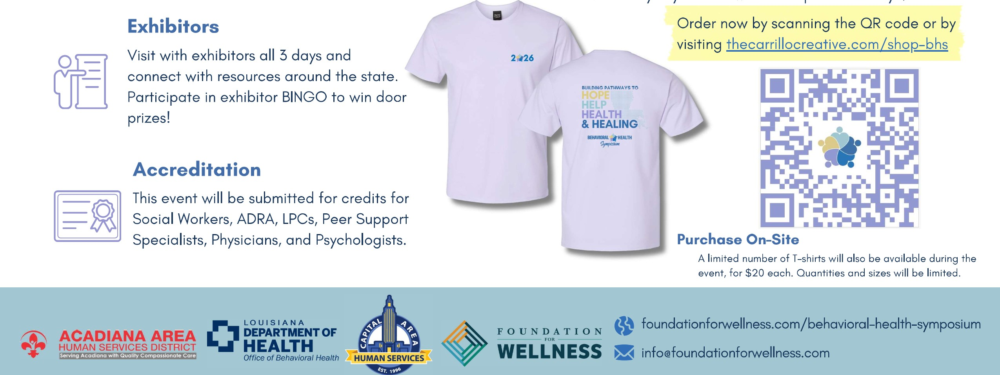 Exhibitors
Visit with exhibitors all 3 days and
connect with resources around the state.
Participate in exhibitor BINGO to win door
prizes!
Accreditation
This event will be submitted for credits for
Social Workers, ADRA, LPCs, Peer Support
Specialists, Physicians, and Psychologists.
2026
BUILDING PATHWAYS TO
HOPE
HELP
HEALTH
& HEALING
BEHAVIORAL HEALTH
Symposium
Order now by scanning the QR code or by
visiting thecarrillocreative.com/shop-bhs
Purchase On-Site
A limited number of T-shirts will also be available during the
event, for $20 each. Quantities and sizes will be limited.
ACADIANA AREA
HUMAN SERVICES DISTRICT
Serving Acadiana with Quality Compassionate Care
LOUISIANA
DEPARTMENT OF
HEALTH
Office of Behavioral Health
CAPITAL AREA
HUMAN SERVICES
EST. 1996
FOUNDATION
FOR
WELLNESS
foundationforwellness.com/behavioral-health-symposium
info@foundationforwellness.com